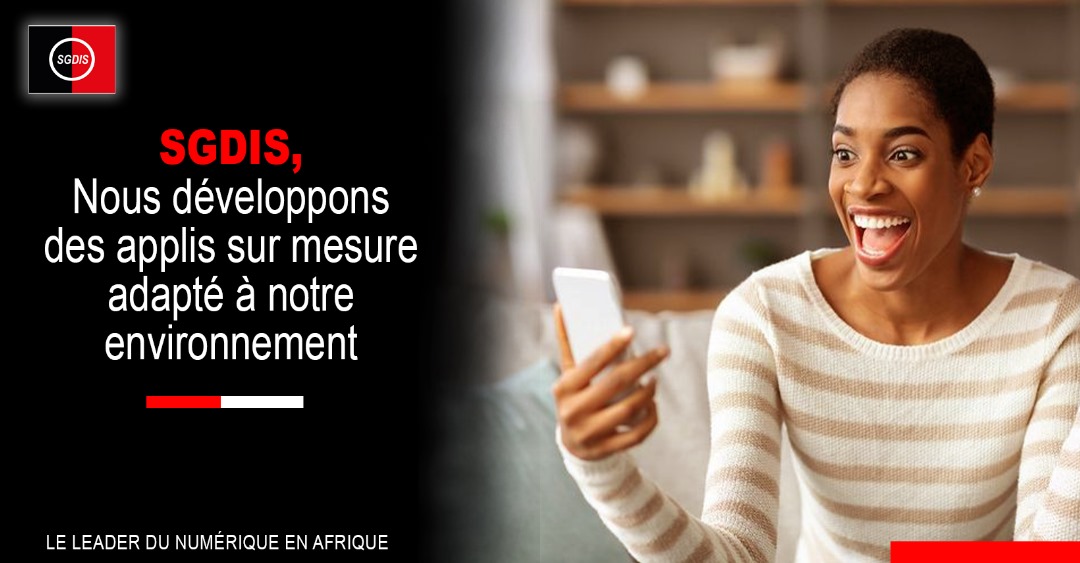 SGDIS
SGDIS,
Nous développons
des applis sur mesure
adapté à notre
environnement
LE LEADER DU NUMÉRIQUE EN AFRIQUE